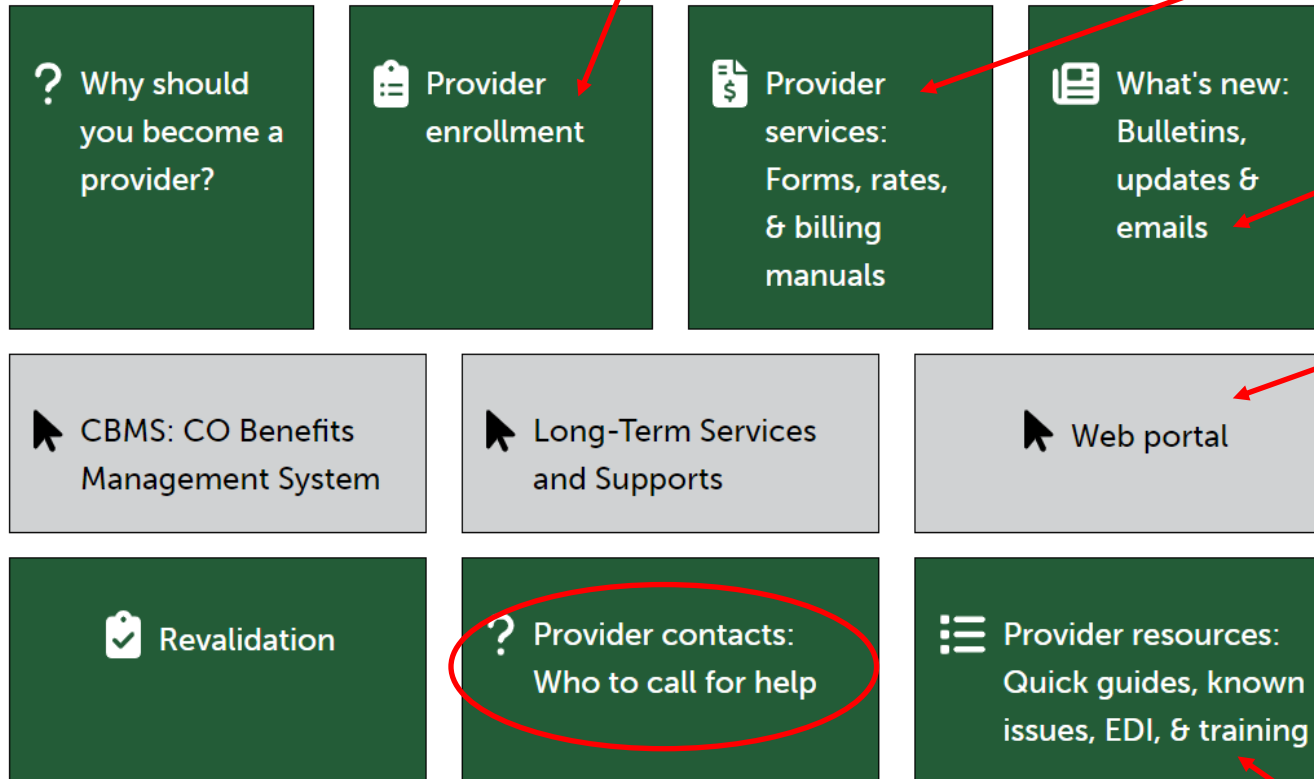 Why should
you become a
provider?
Provider
enrollment
Provider
services:
Forms, rates,
& billing
manuals
What's new:
Bulletins,
updates &
emails
CBMS: CO Benefits
Management System
Long-Term Services
and Supports
Web portal
Revalidation
Provider contacts:
Who to call for help
Provider resources:
Quick guides, known
issues, EDI, & training